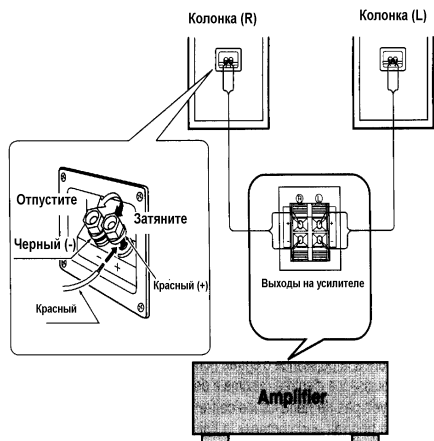 Колонка (R)
Колонка (L)
Отпустите
Затяните
Черный (-)
Красный (+)
Красный
R L
Выходы на усилителе
Amplifier